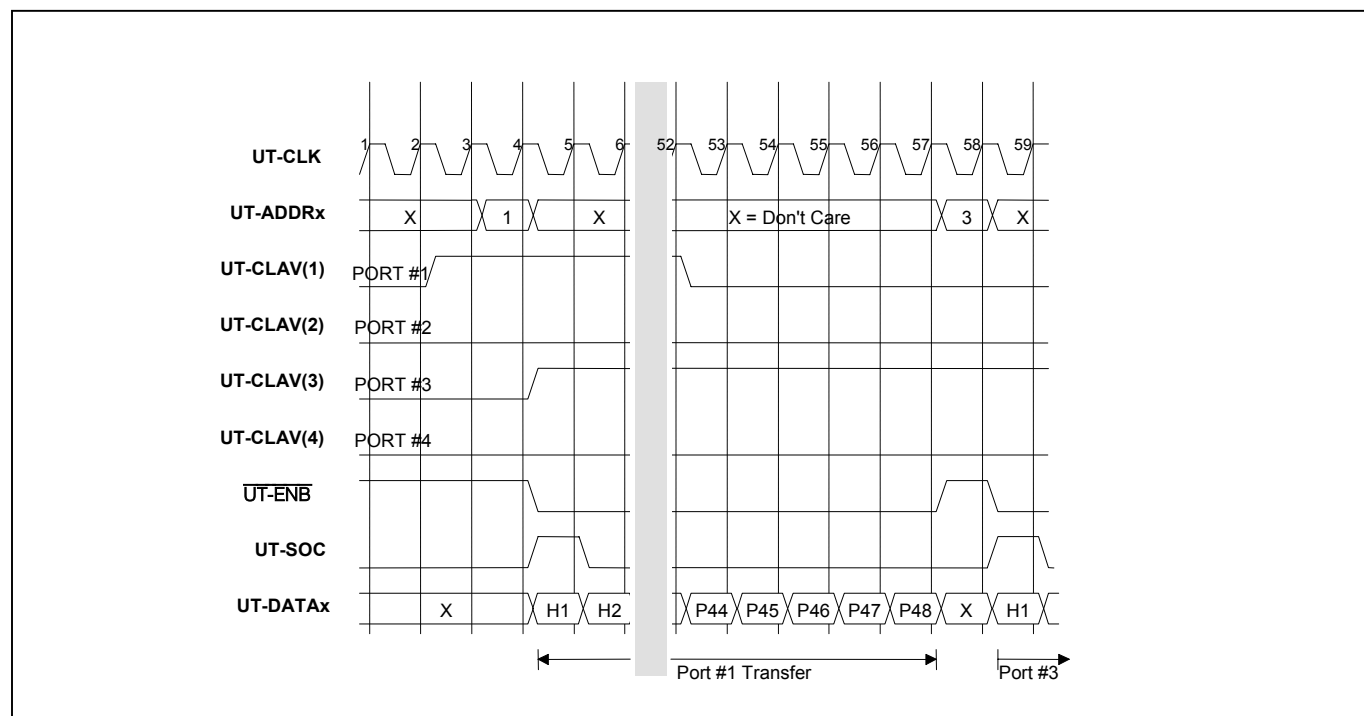 1 2 3 4 5 6 52 53 54 55 56 57 58 59
UT-CLK
UT-ADDRx X 1 X X = Don't Care 3 X
UT-CLAV(1) PORT #1
UT-CLAV(2) PORT #2
UT-CLAV(3) PORT #3
UT-CLAV(4) PORT #4
UT-ENB
UT-SOC
UT-DATAx X H1 H2 P44 P45 P46 P47 P48 X H1
Port #1 Transfer Port #3